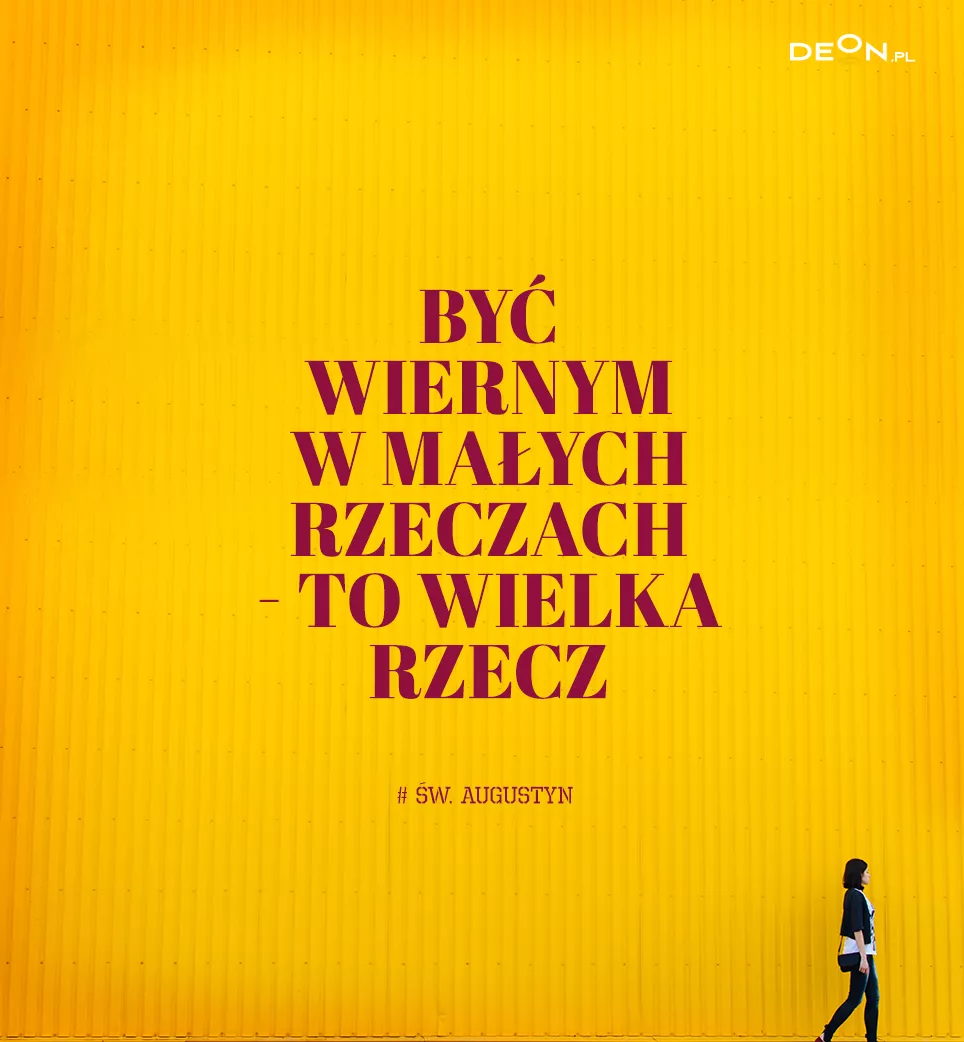 DEON.PL
BYĆ
WIERNYM
W MAŁYCH
RZECZACH
- TO WIELKA
RZECZ
# ŚW. AUGUSTYN